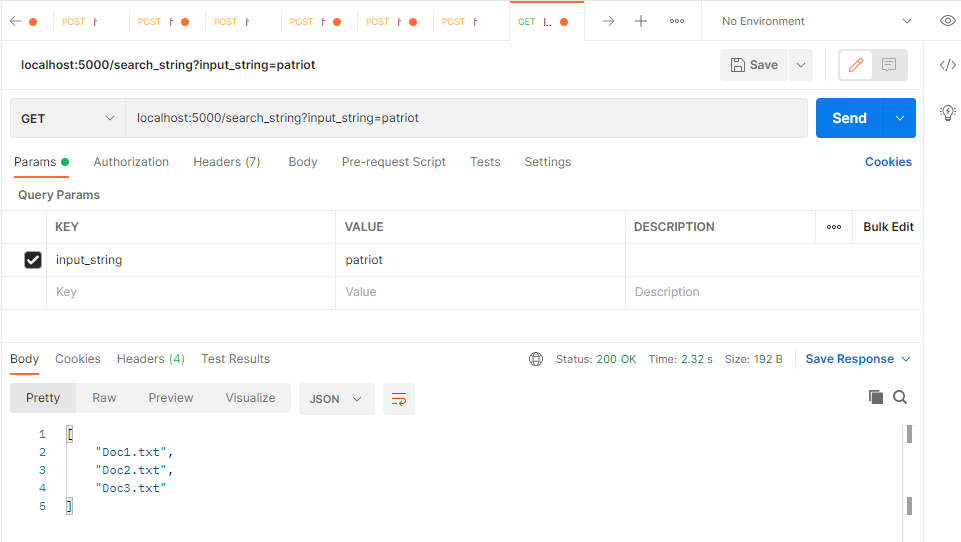 POST
POST
POST
POST
POST
POST
GET
No Environment
localhost:5000/search_string?input_string=patriot
Save
GET
localhost:5000/search_string?input_string=patriot
Send
Params Authorization Headers (7) Body Pre-request Script Tests Settings Cookies
Query Params
KEY VALUE DESCRIPTION ooo Bulk Edit
input_string patriot
Key Value Description
Body Cookies Headers (4) Test Results Status: 200 OK Time: 2.32 s Size: 192 B Save Response
Pretty Raw Preview Visualize JSON
1 [
2 "Doc1.txt",
3 "Doc2.txt",
4 "Doc3.txt"
5 ]